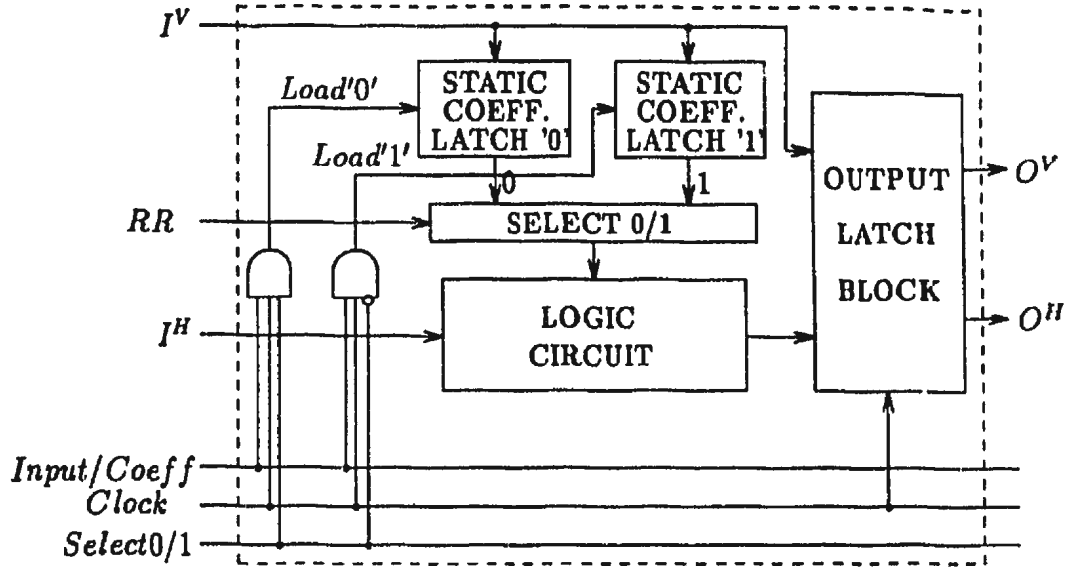 I^V
STATIC
COEFF.
LATCH '0'
STATIC
COEFF.
LATCH '1'
Load'0'
Load'1'
0
1
RR
SELECT 0/1
OUTPUT
LATCH
BLOCK
O^V
O^H
I^H
LOGIC
CIRCUIT
Input/Coeff
Clock
Select0/1